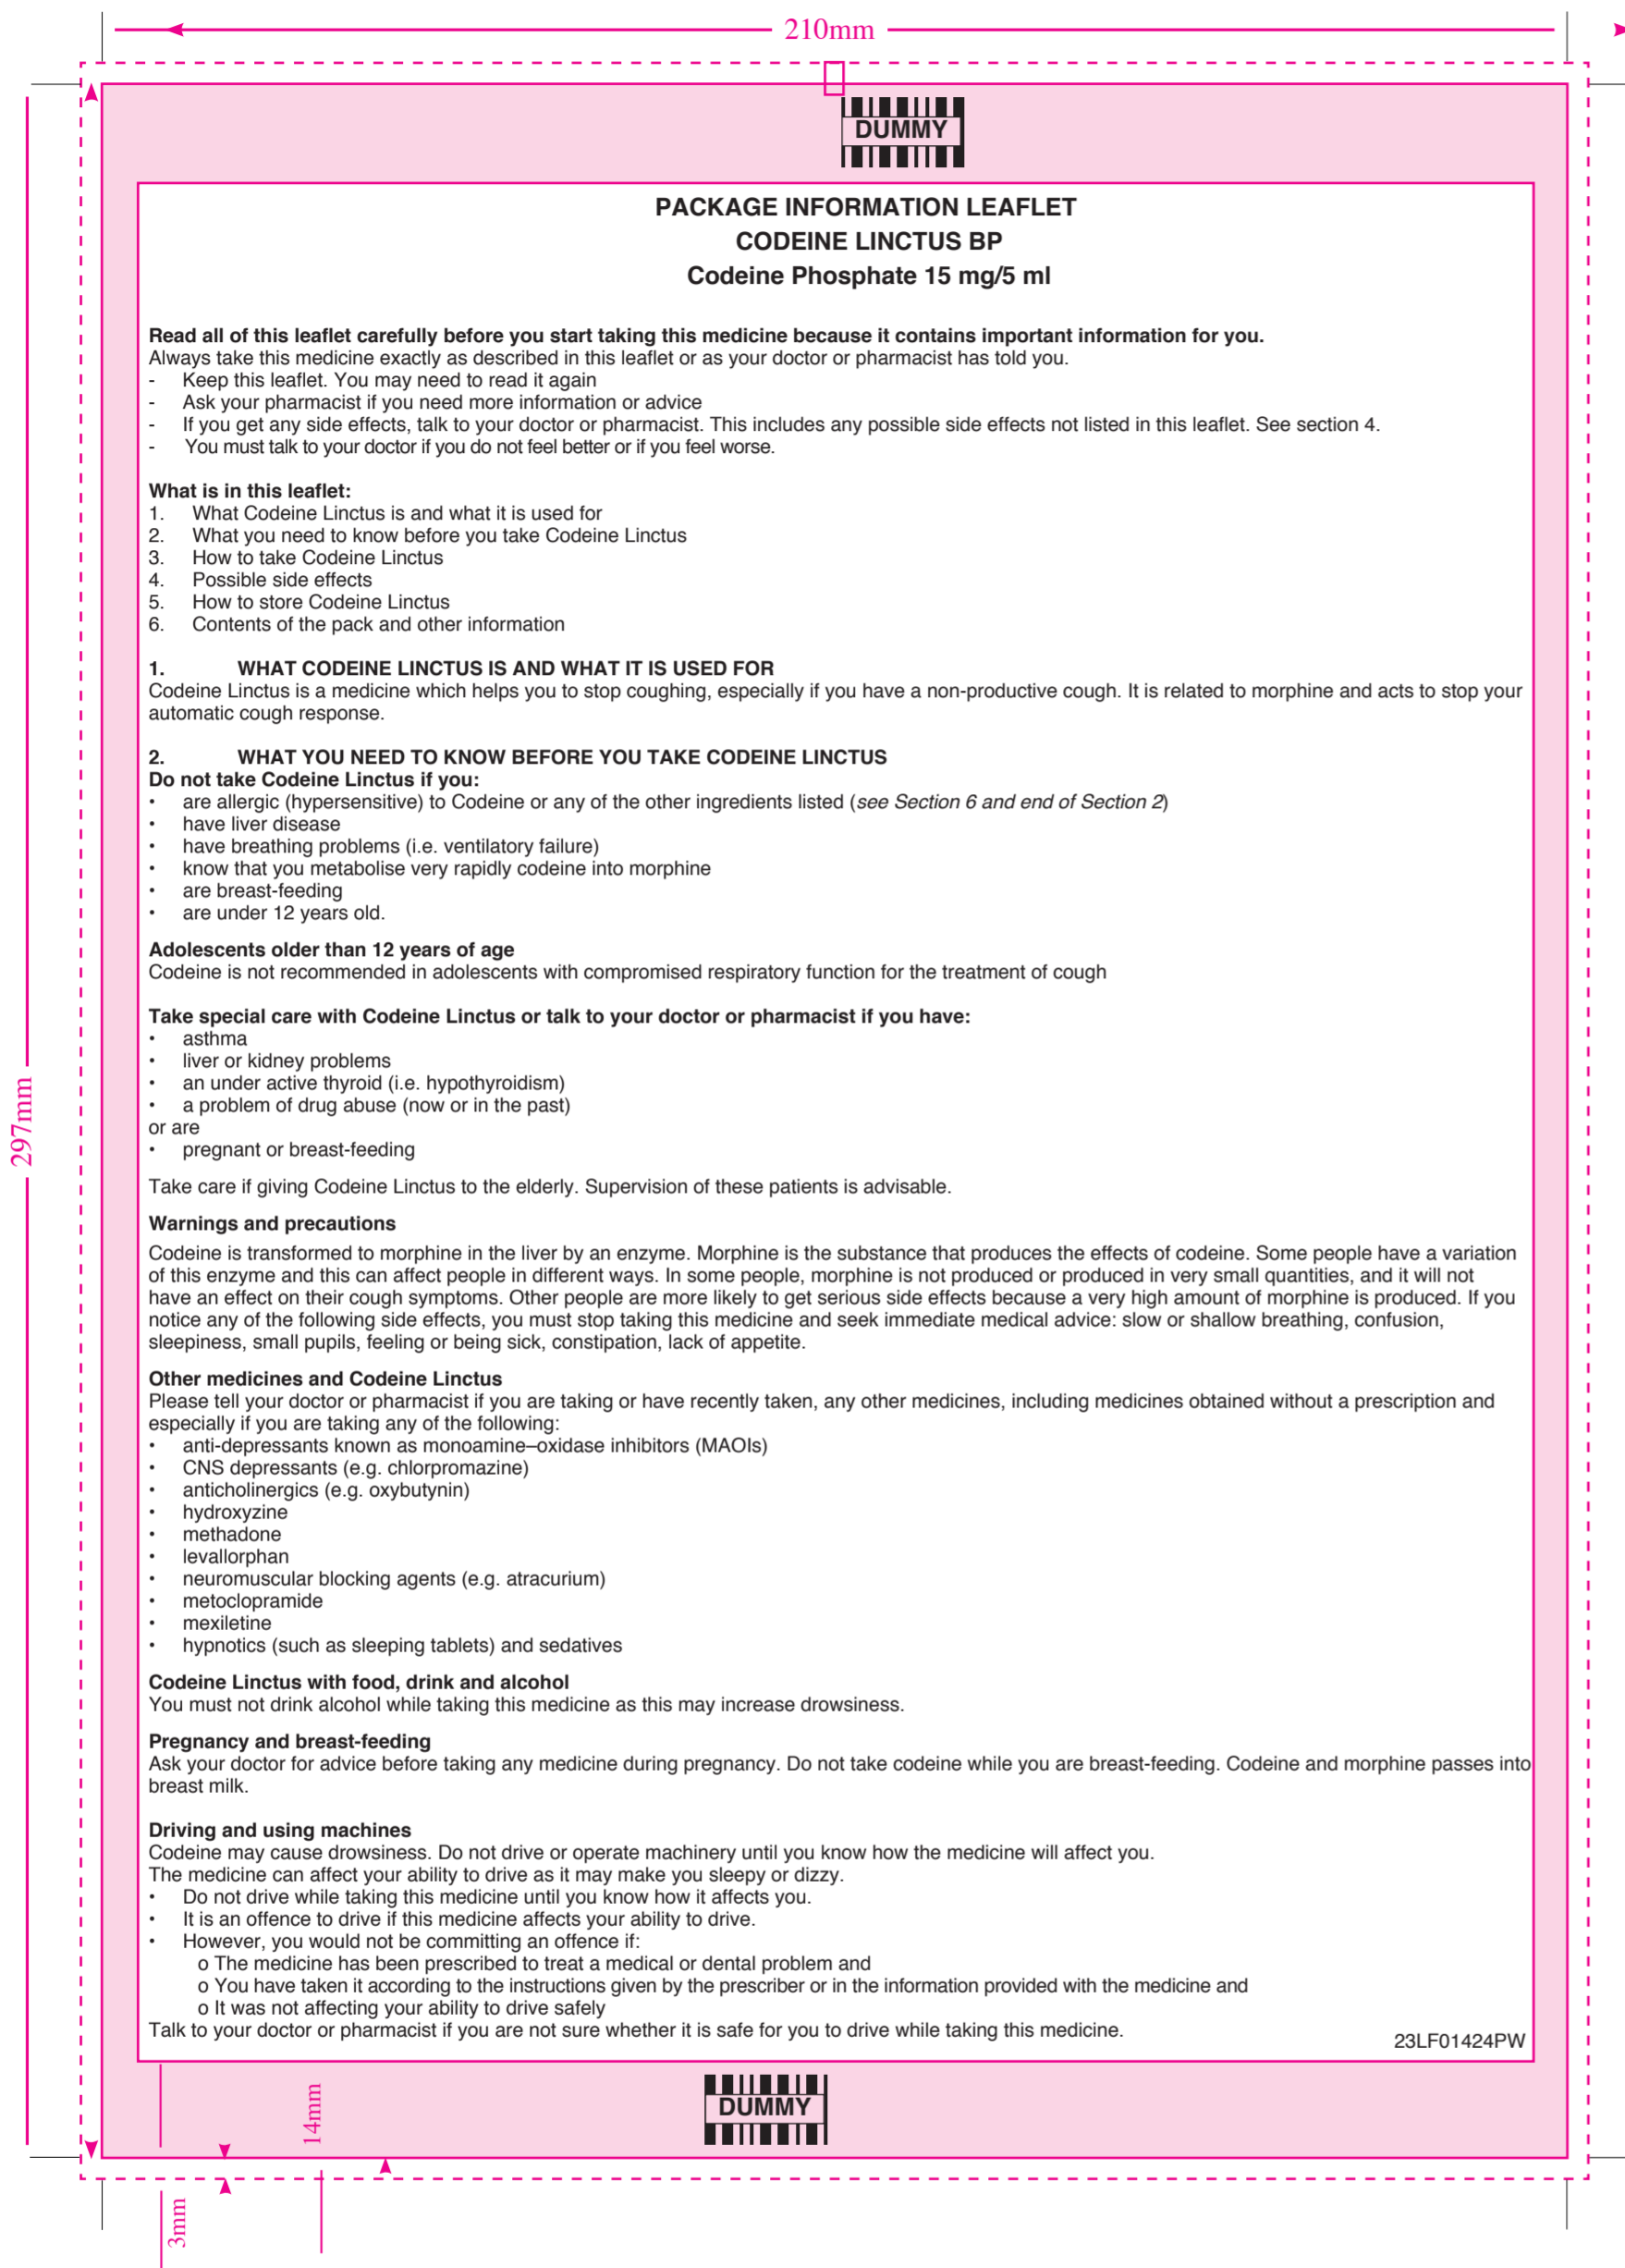 210mm
DUMMY
PACKAGE INFORMATION LEAFLET
CODEINE LINCTUS BP
Codeine Phosphate 15 mg/5 ml
Read all of this leaflet carefully before you start taking this medicine because it contains important information for you.
Always take this medicine exactly as described in this leaflet or as your doctor or pharmacist has told you.
- Keep this leaflet. You may need to read it again
- Ask your pharmacist if you need more information or advice
- If you get any side effects, talk to your doctor or pharmacist. This includes any possible side effects not listed in this leaflet. See section 4.
- You must talk to your doctor if you do not feel better or if you feel worse.
What is in this leaflet:
1. What Codeine Linctus is and what it is used for
2. What you need to know before you take Codeine Linctus
3. How to take Codeine Linctus
4. Possible side effects
5. How to store Codeine Linctus
6. Contents of the pack and other information
1. WHAT CODEINE LINCTUS IS AND WHAT IT IS USED FOR
Codeine Linctus is a medicine which helps you to stop coughing, especially if you have a non-productive cough. It is related to morphine and acts to stop your
automatic cough response.
2. WHAT YOU NEED TO KNOW BEFORE YOU TAKE CODEINE LINCTUS
Do not take Codeine Linctus if you:
• are allergic (hypersensitive) to Codeine or any of the other ingredients listed (see Section 6 and end of Section 2)
• have liver disease
• have breathing problems (i.e. ventilatory failure)
• know that you metabolise very rapidly codeine into morphine
• are breast-feeding
• are under 12 years old.
Adolescents older than 12 years of age
Codeine is not recommended in adolescents with compromised respiratory function for the treatment of cough
Take special care with Codeine Linctus or talk to your doctor or pharmacist if you have:
• asthma
• liver or kidney problems
• an under active thyroid (i.e. hypothyroidism)
• a problem of drug abuse (now or in the past)
or are
• pregnant or breast-feeding
Take care if giving Codeine Linctus to the elderly. Supervision of these patients is advisable.
Warnings and precautions
Codeine is transformed to morphine in the liver by an enzyme. Morphine is the substance that produces the effects of codeine. Some people have a variation
of this enzyme and this can affect people in different ways. In some people, morphine is not produced or produced in very small quantities, and it will not
have an effect on their cough symptoms. Other people are more likely to get serious side effects because a very high amount of morphine is produced. If you
notice any of the following side effects, you must stop taking this medicine and seek immediate medical advice: slow or shallow breathing, confusion,
sleepiness, small pupils, feeling or being sick, constipation, lack of appetite.
Other medicines and Codeine Linctus
Please tell your doctor or pharmacist if you are taking or have recently taken, any other medicines, including medicines obtained without a prescription and
especially if you are taking any of the following:
• anti-depressants known as monoamine–oxidase inhibitors (MAOIs)
• CNS depressants (e.g. chlorpromazine)
• anticholinergics (e.g. oxybutynin)
• hydroxyzine
• methadone
• levallorphan
• neuromuscular blocking agents (e.g. atracurium)
• metoclopramide
• mexiletine
• hypnotics (such as sleeping tablets) and sedatives
Codeine Linctus with food, drink and alcohol
You must not drink alcohol while taking this medicine as this may increase drowsiness.
Pregnancy and breast-feeding
Ask your doctor for advice before taking any medicine during pregnancy. Do not take codeine while you are breast-feeding. Codeine and morphine passes into
breast milk.
Driving and using machines
Codeine may cause drowsiness. Do not drive or operate machinery until you know how the medicine will affect you.
The medicine can affect your ability to drive as it may make you sleepy or dizzy.
• Do not drive while taking this medicine until you know how it affects you.
• It is an offence to drive if this medicine affects your ability to drive.
• However, you would not be committing an offence if:
o The medicine has been prescribed to treat a medical or dental problem and
o You have taken it according to the instructions given by the prescriber or in the information provided with the medicine and
o It was not affecting your ability to drive safely
Talk to your doctor or pharmacist if you are not sure whether it is safe for you to drive while taking this medicine.
23LF01424PW
297mm
DUMMY
14mm
3mm